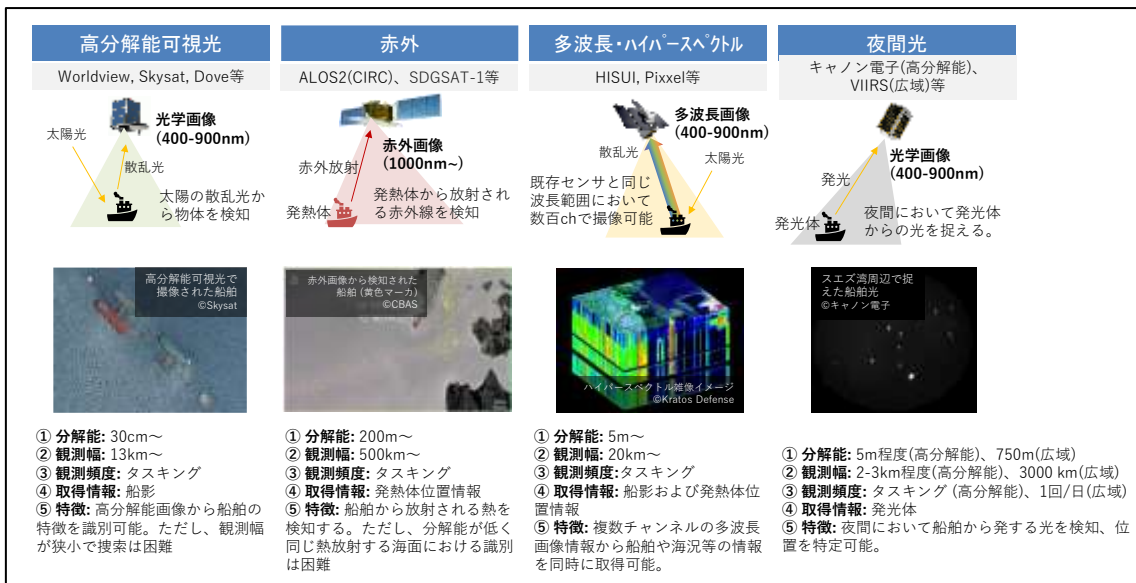 高分解能可視光
Worldview, Skysat, Dove等
太陽光
光学画像
(400-900nm)
散乱光
太陽の散乱光か
ら物体を検知
高分解能可視光で
撮像された船舶
©Skysat
① 分解能: 30cm～
② 観測幅: 13km～
③ 観測頻度: タスキング
④ 取得情報: 船影
⑤ 特徴: 高分解能画像から船舶の
特徴を識別可能。ただし、観測幅
が狭小で捜索は困難
赤外
ALOS2(CIRC)、SDGSAT-1等
赤外画像
(1000nm~)
赤外放射
発熱体から放射され
る赤外線を検知
発熱体
赤外画像から検知された
船舶 (黄色マーカ)
©CBAS
① 分解能: 200m～
② 観測幅: 500km～
③ 観測頻度: タスキング
④ 取得情報: 発熱体位置情報
⑤ 特徴: 船舶から放射される熱を
検知する。ただし、分解能が低く
同じ熱放射する海面における識別
は困難
多波長・ﾊｲﾊﾟｰｽﾍﾟｸﾄﾙ
HISUI, Pixxel等
多波長画像
(400-900nm)
散乱光
太陽光
既存センサと同じ
波長範囲において
数百chで撮像可能
ハイパースペクトル雑像イメージ
©Kratos Defense
① 分解能: 5m～
② 観測幅: 20km～
③ 観測頻度:タスキング
④ 取得情報: 船影および発熱体位
置情報
⑤ 特徴: 複数チャンネルの多波長
画像情報から船舶や海況等の情報
を同時に取得可能。
夜間光
キャノン電子(高分解能)、
VIIRS(広域)等
光学画像
(400-900nm)
発光
発光体
夜間において発光体
からの光を捉える。
スエズ湾周辺で捉
えた船舶光
©キャノン電子
① 分解能: 5m程度(高分解能)、750m(広域)
② 観測幅: 2-3km程度(高分解能)、3000 km(広域)
③ 観測頻度: タスキング (高分解能)、1回/日(広域)
④ 取得情報: 発光体
⑤ 特徴: 夜間において船舶から発する光を検知、位
置を特定可能。